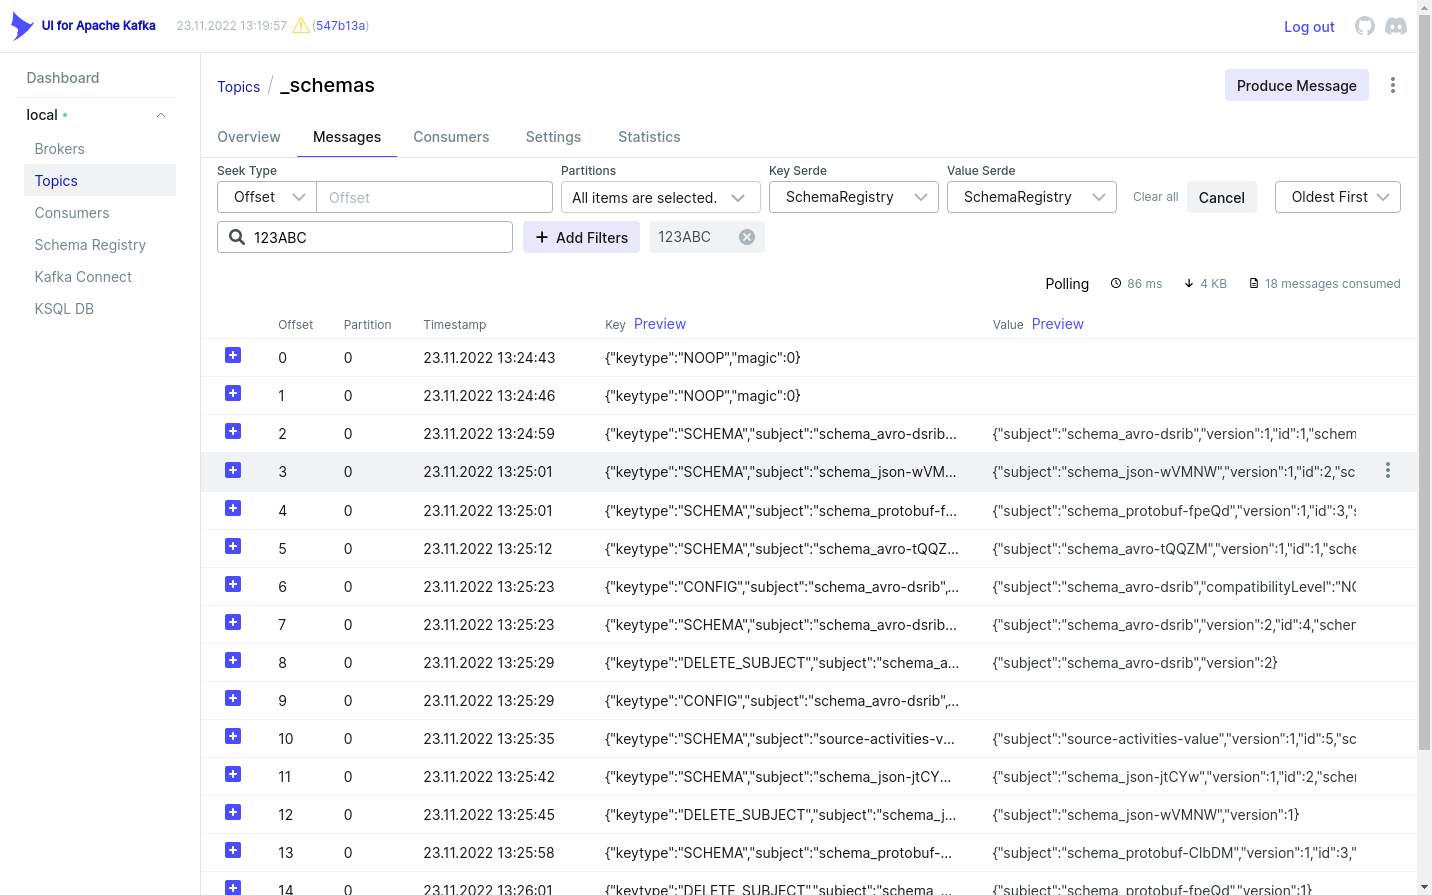 UI for Apache Kafka 23.11.2022 13:19:57 (547b13a) Log out
Dashboard
local
Brokers
Topics
Consumers
Schema Registry
Kafka Connect
KSQL DB
Topics / _schemas Produce Message
Overview Messages Consumers Settings Statistics
Seek Type Partitions Key Serde Value Serde
Offset Offset All items are selected. SchemaRegistry SchemaRegistry Clear all Cancel Oldest First
123ABC + Add Filters 123ABC
Polling 86 ms 4 KB 18 messages consumed
Offset Partition Timestamp Key Preview Value Preview
0 0 23.11.2022 13:24:43 {"keytype":"NOOP","magic":0}
1 0 23.11.2022 13:24:46 {"keytype":"NOOP","magic":0}
2 0 23.11.2022 13:24:59 {"keytype":"SCHEMA","subject":"schema_avro-dsrib... {"subject":"schema_avro-dsrib","version":1,"id":1,"schem
3 0 23.11.2022 13:25:01 {"keytype":"SCHEMA","subject":"schema_json-wVM... {"subject":"schema_json-wVMNW","version":1,"id":2,"sc
4 0 23.11.2022 13:25:01 {"keytype":"SCHEMA","subject":"schema_protobuf-f... {"subject":"schema_protobuf-fpeQd","version":1,"id":3,"s
5 0 23.11.2022 13:25:12 {"keytype":"SCHEMA","subject":"schema_avro-tQQZ... {"subject":"schema_avro-tQQZM","version":1,"id":1,"sche
6 0 23.11.2022 13:25:23 {"keytype":"CONFIG","subject":"schema_avro-dsrib",... {"subject":"schema_avro-dsrib","compatibilityLevel":"NO
7 0 23.11.2022 13:25:23 {"keytype":"SCHEMA","subject":"schema_avro-dsrib... {"subject":"schema_avro-dsrib","version":2,"id":4,"schem
8 0 23.11.2022 13:25:29 {"keytype":"DELETE_SUBJECT","subject":"schema_a... {"subject":"schema_avro-dsrib","version":2}
9 0 23.11.2022 13:25:29 {"keytype":"CONFIG","subject":"schema_avro-dsrib",...
10 0 23.11.2022 13:25:35 {"keytype":"SCHEMA","subject":"source-activities-v... {"subject":"source-activities-value","version":1,"id":5,"sc
11 0 23.11.2022 13:25:42 {"keytype":"SCHEMA","subject":"schema_json-jtCY... {"subject":"schema_json-jtCYw","version":1,"id":2,"schem
12 0 23.11.2022 13:25:45 {"keytype":"DELETE_SUBJECT","subject":"schema_j... {"subject":"schema_json-wVMNW","version":1}
13 0 23.11.2022 13:25:58 {"keytype":"SCHEMA","subject":"schema_protobuf-... {"subject":"schema_protobuf-ClbDM","version":1,"id":3,"
14 0 23.11.2022 13:26:01 {"keytype":"DELETE_SUBJECT","subject":"schema_... {"subject":"schema_protobuf-fpeQd","version":1}